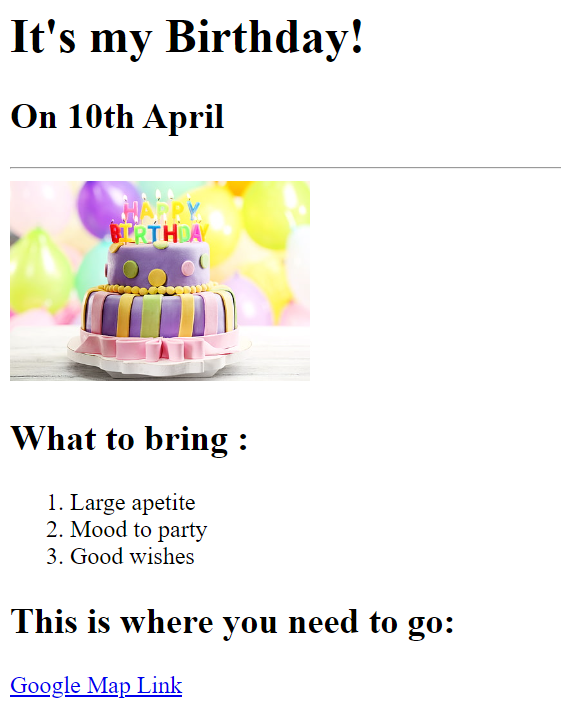 It's my Birthday!
On 10th April
HAPPY
BIRTHDAY
What to bring :
1. Large apetite
2. Mood to party
3. Good wishes
This is where you need to go:
Google Map Link